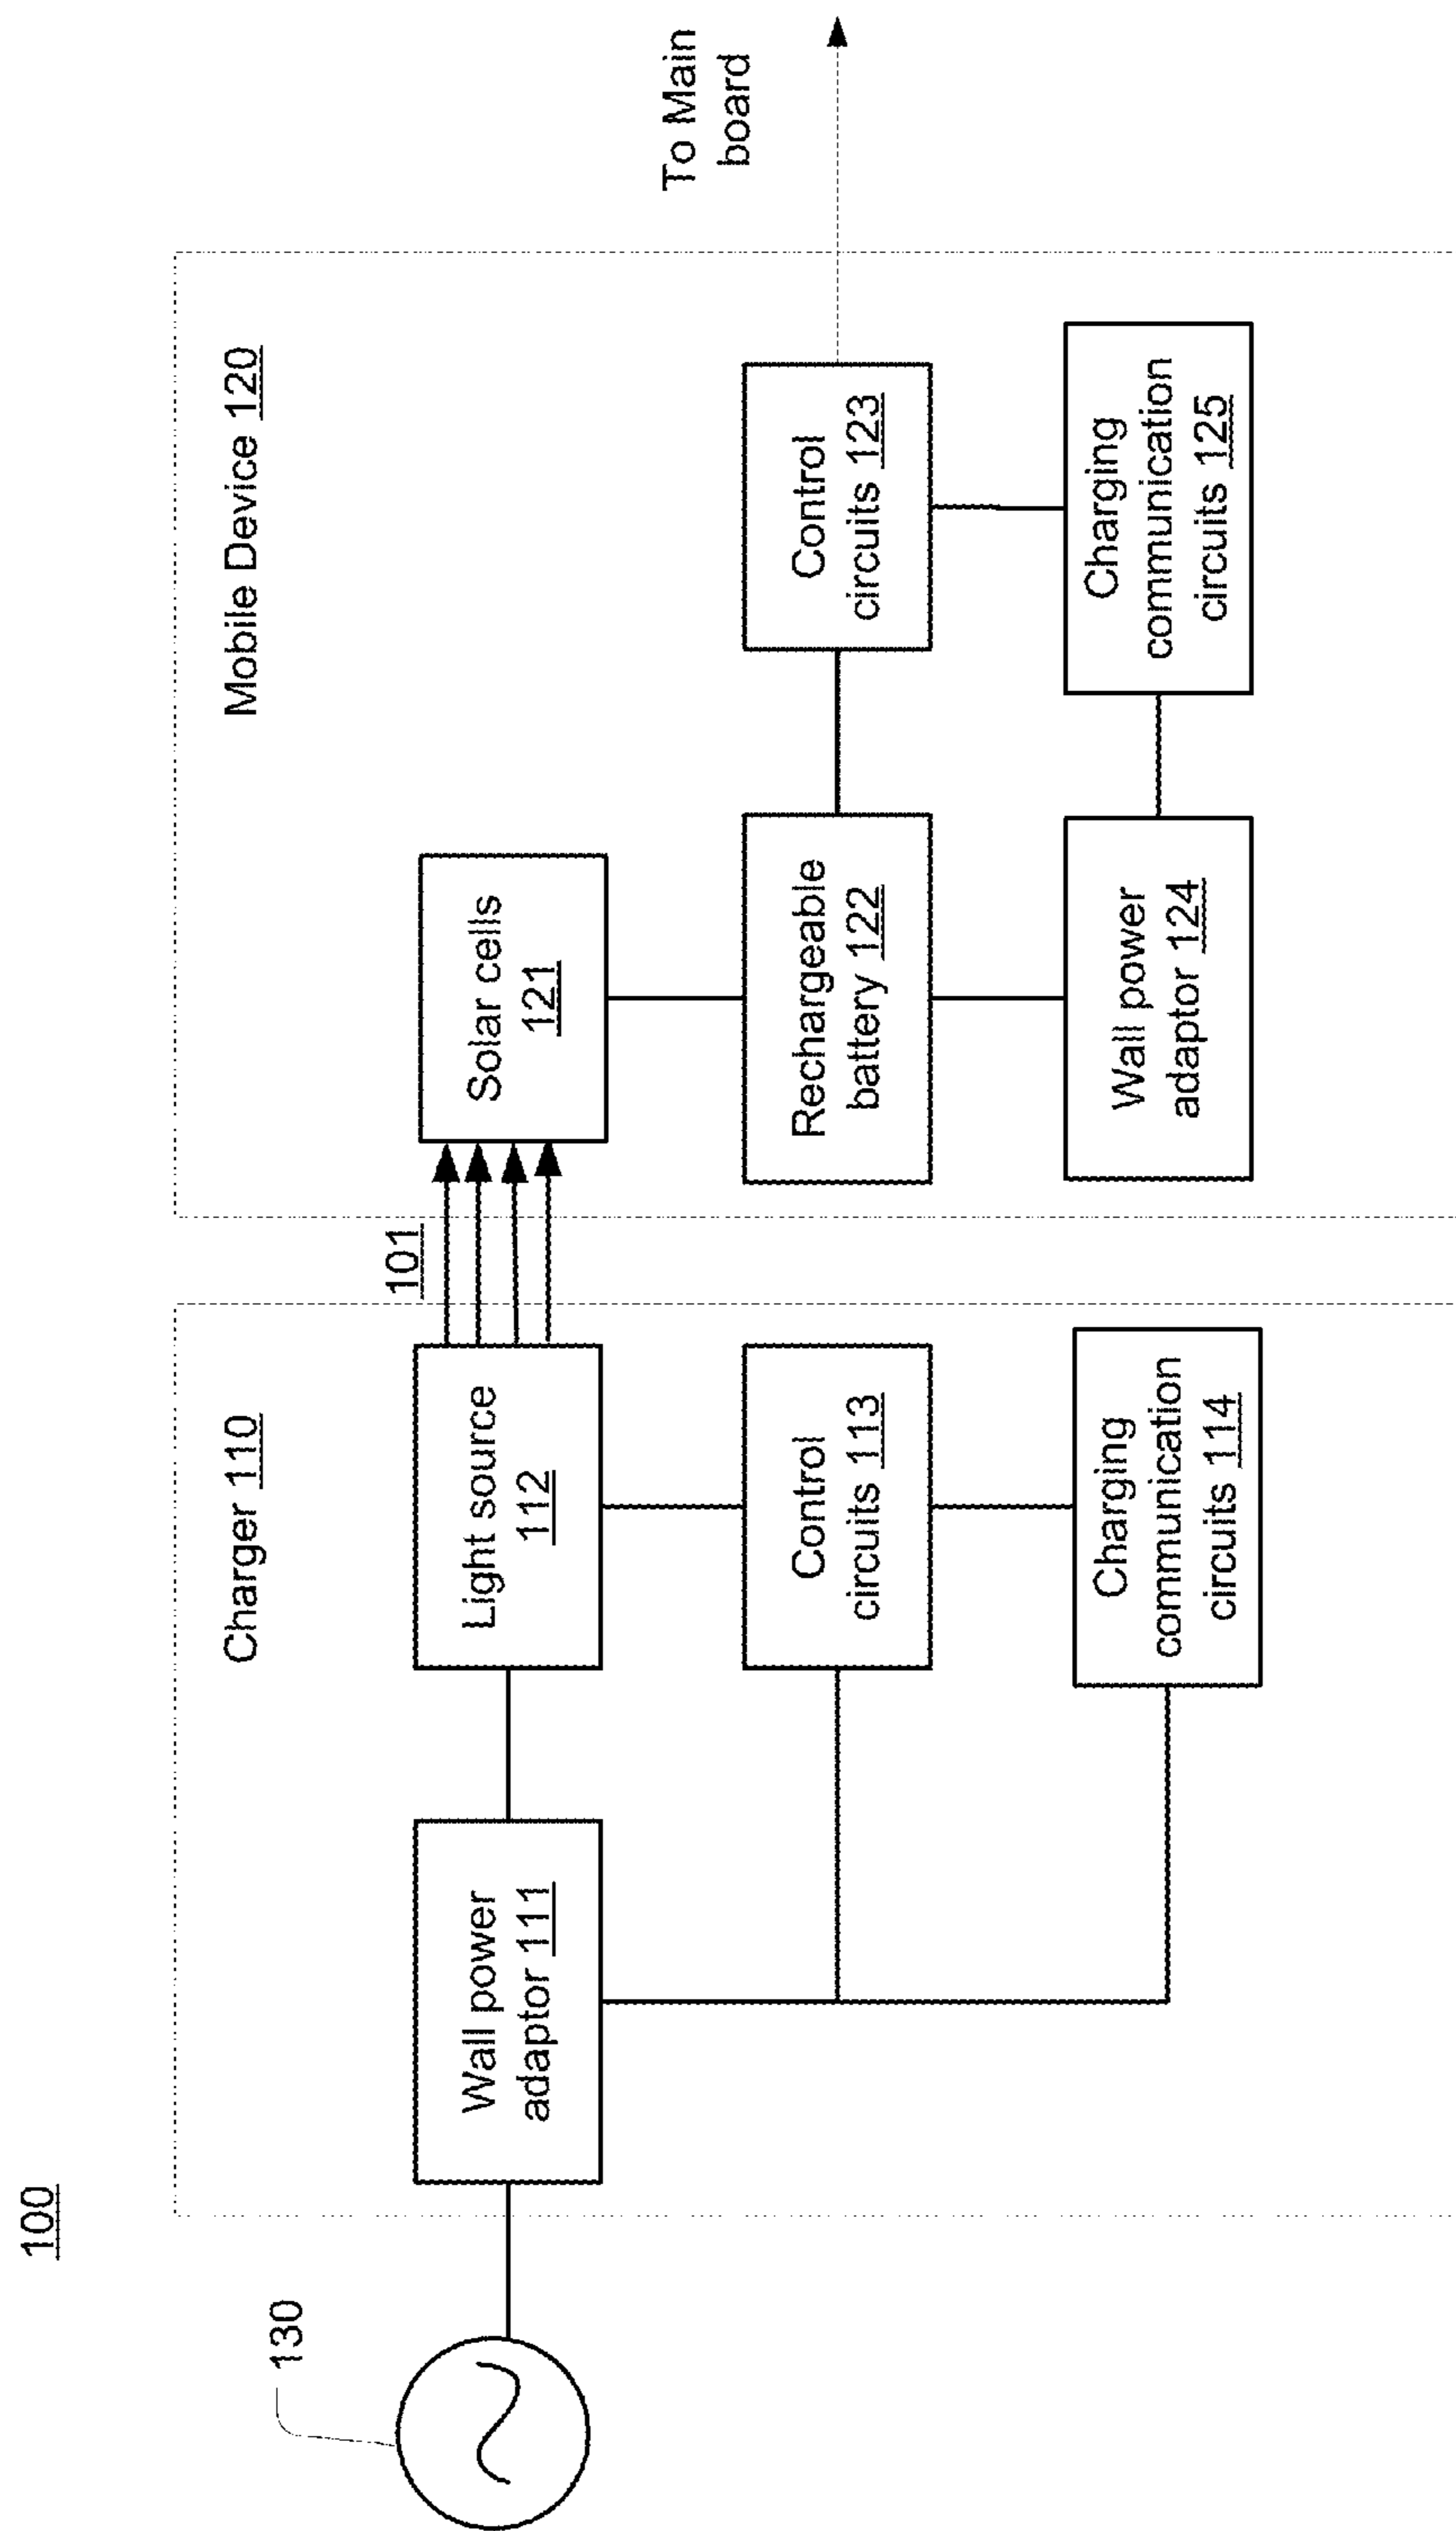 100
130
Charger 110
Wall power
adaptor 111
Light source
112
Control
circuits 113
Charging
communication
circuits 114
101
Mobile Device 120
Solar cells
121
Rechargeable
battery 122
Control
circuits 123
Wall power
adaptor 124
Charging
communication
circuits 125
To Main
board